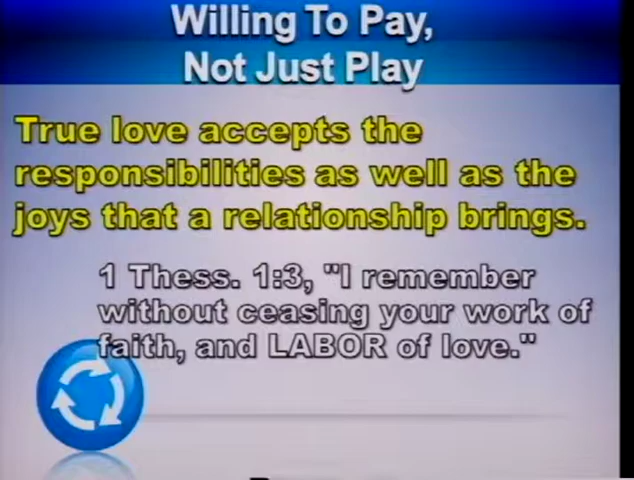 Willing To Pay,
Not Just Play
True love accepts the
responsibilities as well as the
joys that a relationship brings.
1 Thess. 1:3, "I remember
without ceasing your work of
faith, and LABOR of love."